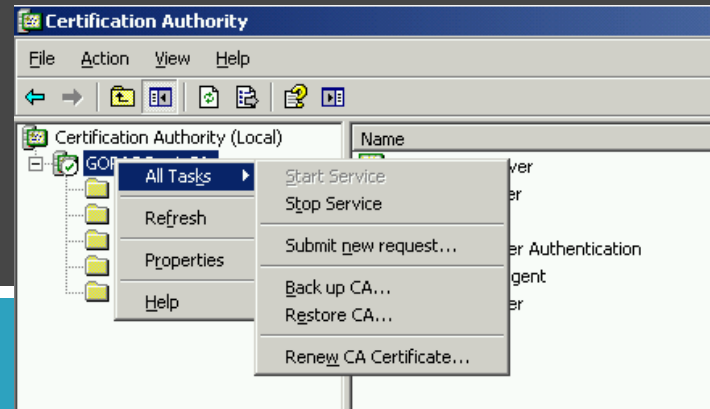 Certification Authority
File Action View Help
Certification Authority (Local)
Name
All Tasks
Refresh
Properties
Help
Start Service
Stop Service
Submit new request...
Back up CA...
Restore CA...
Renew CA Certificate...
Authentication